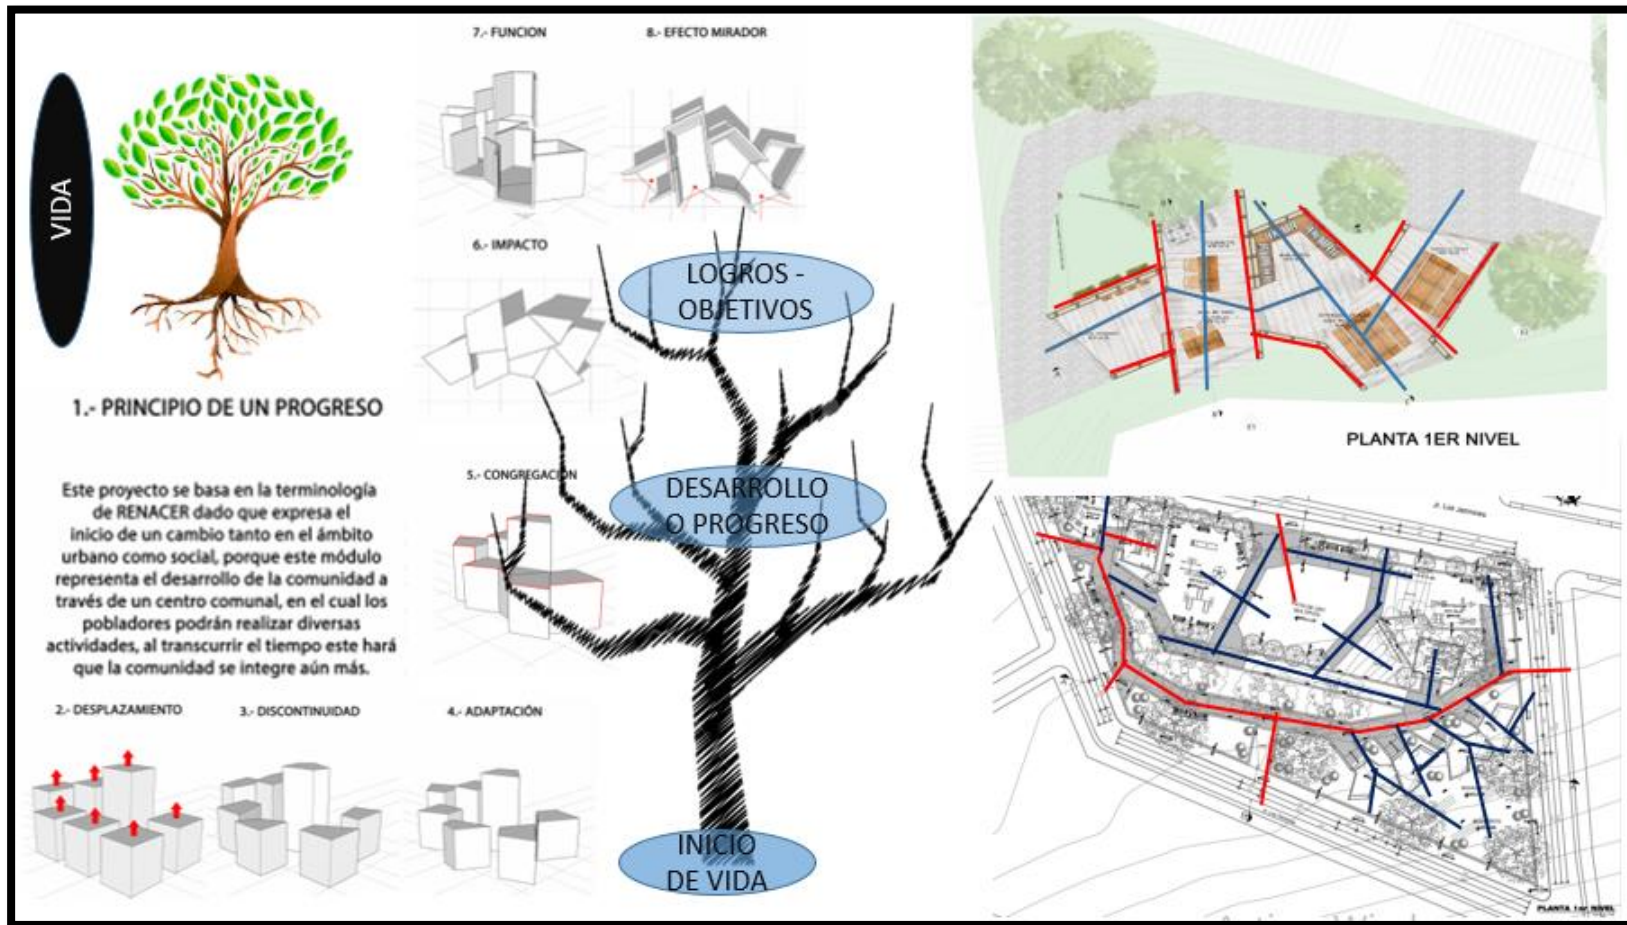 VIDA
1.- PRINCIPIO DE UN PROGRESO
Este proyecto se basa en la terminología
de RENACER dado que expresa el
inicio de un cambio tanto en el ámbito
urbano como social, porque este módulo
representa el desarrollo de la comunidad a
través de un centro comunal, en el cual los
pobladores podrán realizar diversas
actividades, al transcurrir el tiempo este hará
que la comunidad se integre aún más.
2.- DESPLAZAMIENTO
3.- DISCONTINUIDAD
4.- ADAPTACIÓN
5.- CONGREGACIÓN
6.- IMPACTO
7.- FUNCION
8.- EFECTO MIRADOR
LOGROS -
OBJETIVOS
DESARROLLO
O PROGRESO
INICIO
DE VIDA
PLANTA 1ER NIVEL
PLANTA 1er NIVEL